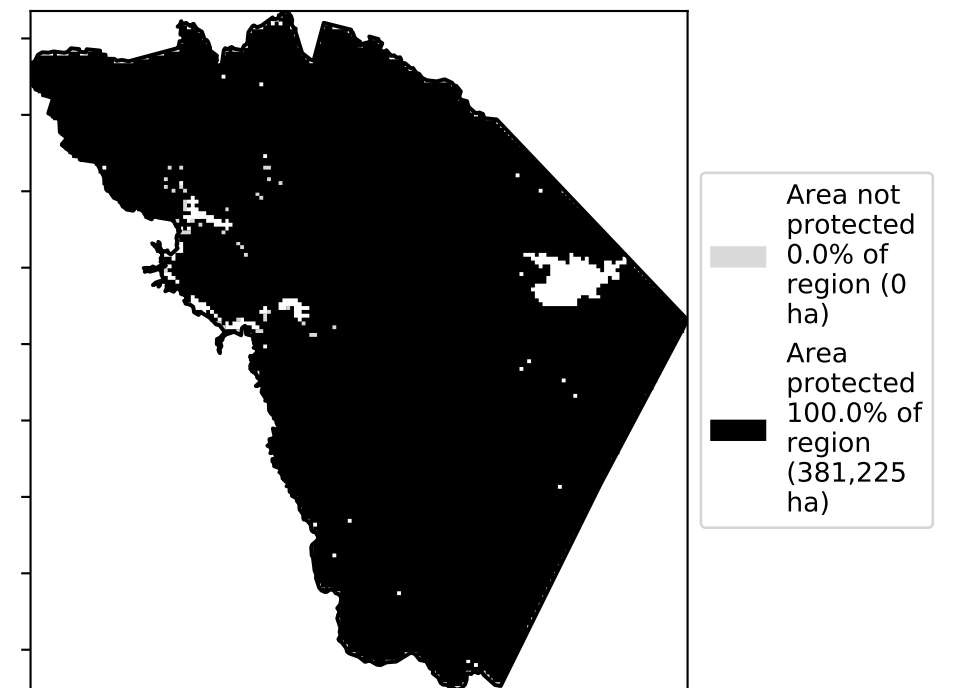 Area not
protected
0.0% of
region (0
ha)
Area
protected
100.0% of
region
(381,225
ha)